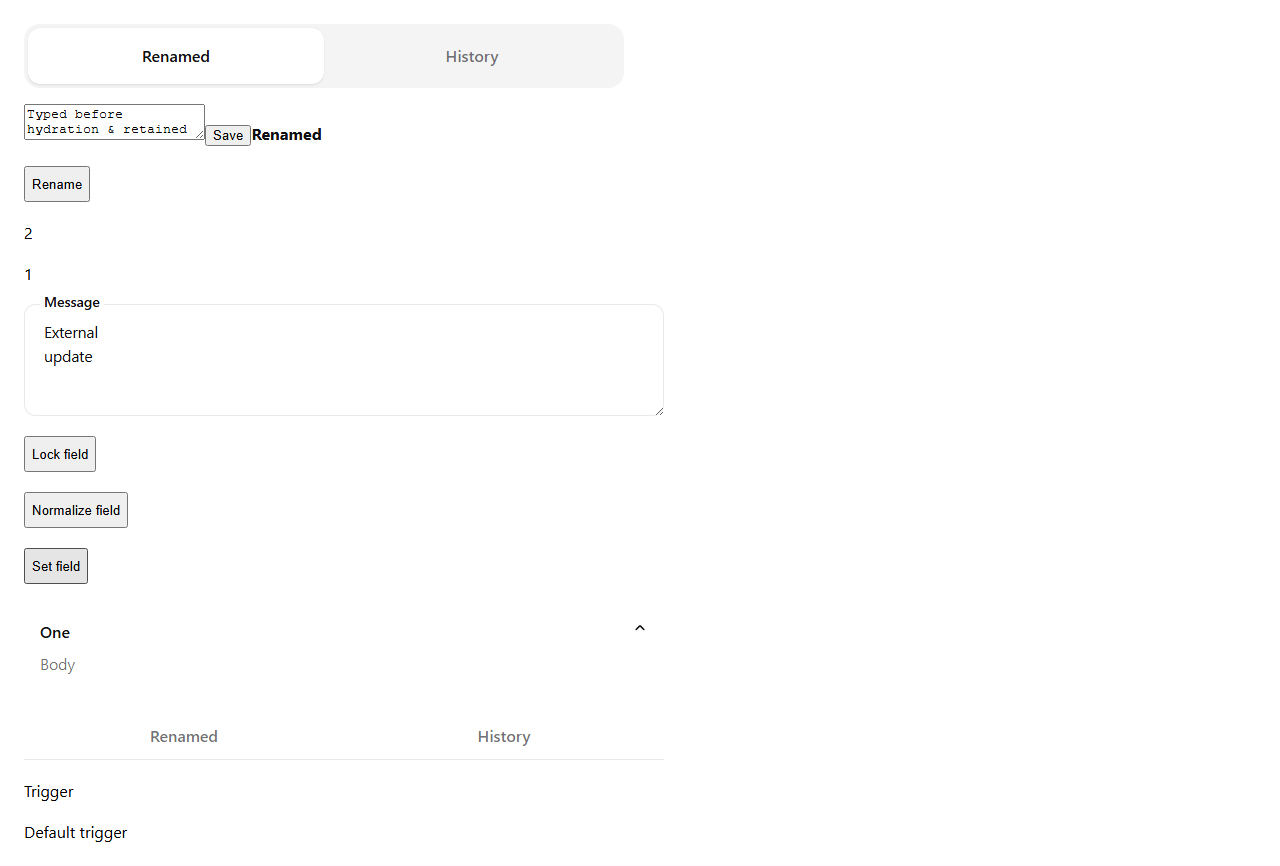 Renamed History
Typed before
hydration & retained
Save Renamed
Rename
2
1
Message
External
update
Lock field
Normalize field
Set field
One
Body
Renamed History
Trigger
Default trigger